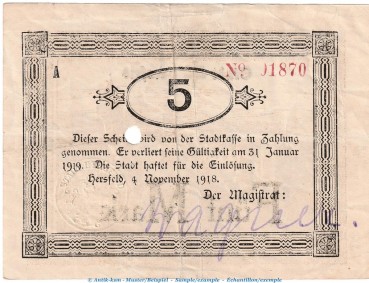 A
№ 01870
5
Dieser Schein wird von der Stadtkasse in Zahlung
genommen. Er verliert seine Gültigkeit am 31 Januar
1919. Die Stadt haftet für die Einlösung.
Hersfeld, 4 November 1918.
Der Magistrat:
© Antik-kam - Muster/Beispiel - Sample/example - Échantillon/exemple